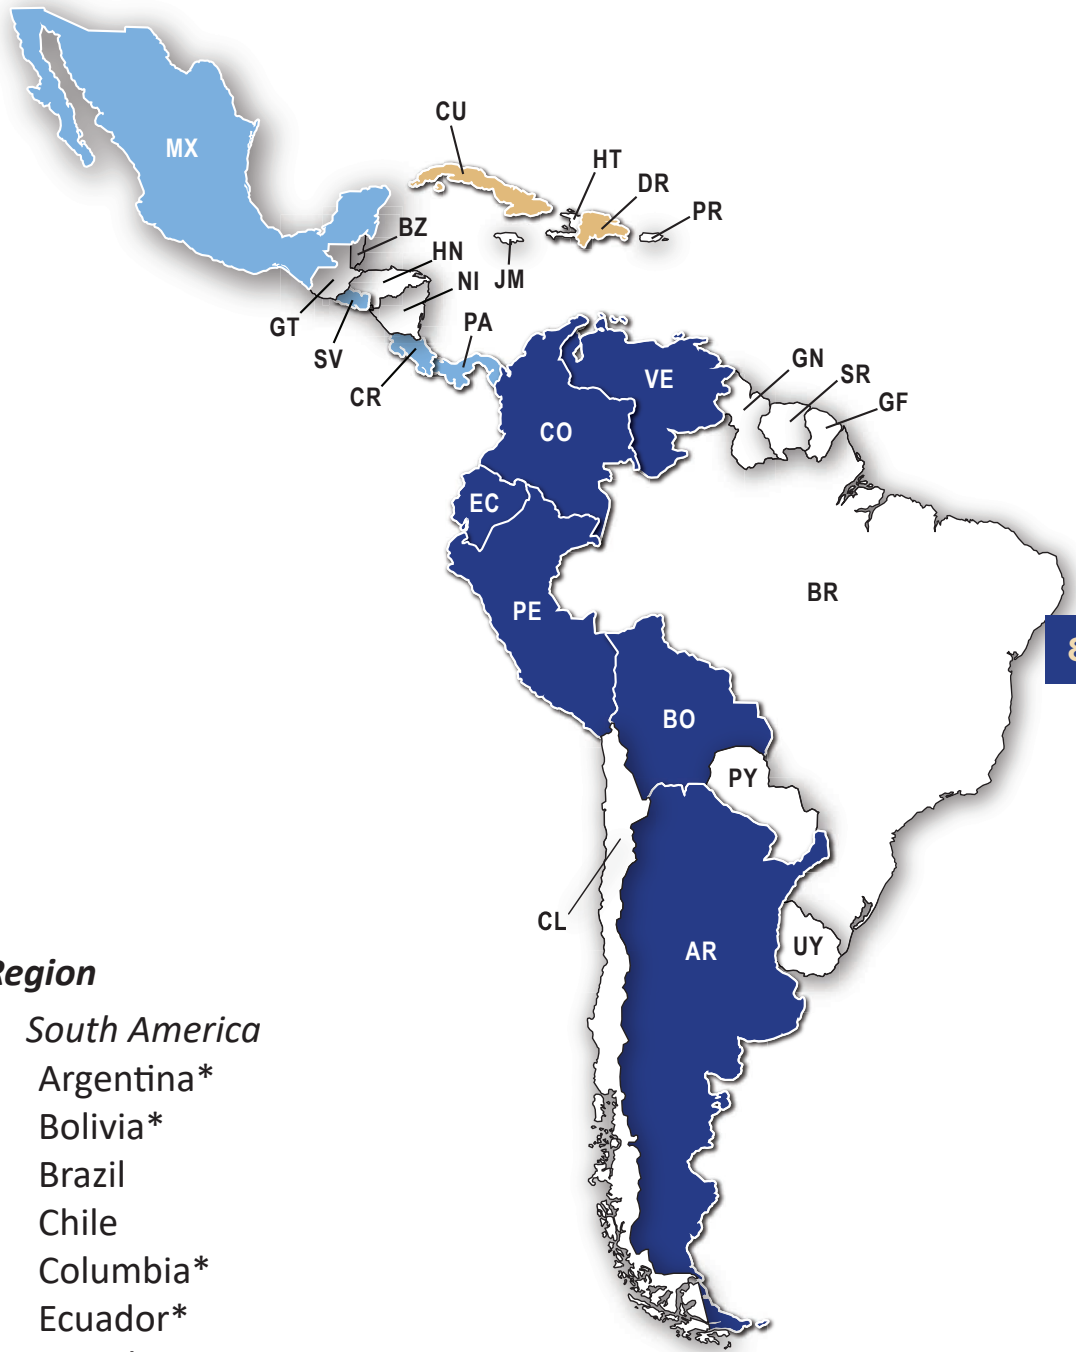 MX
CU
HT
DR
PR
BZ
HN
NI
JM
GT
SV
PA
CR
GN
SR
GF
VE
CO
EC
PE
BR
BO
PY
CL
AR
UY
Region
South America
Argentina*
Bolivia*
Brazil
Chile
Columbia*
Ecuador*